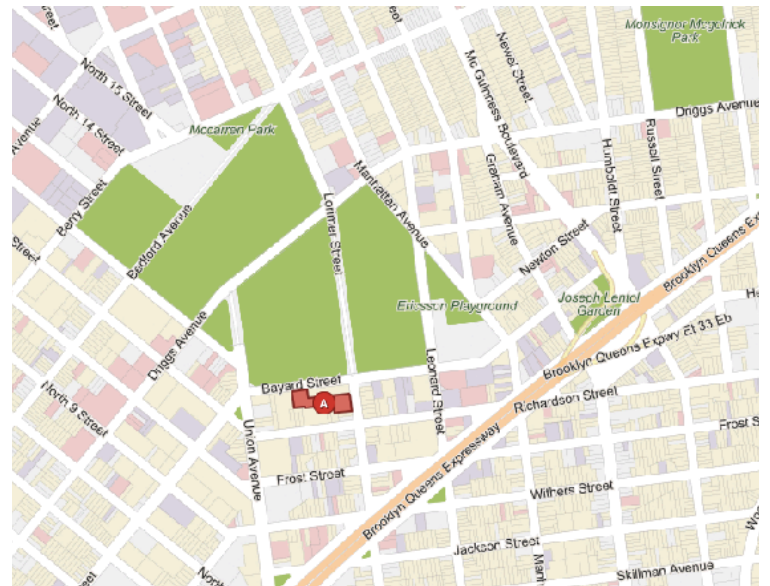 Monsignor Mcgolrick
Park
Newel Street
Mc Guinness Boulevard
North 15 Street
North 14 Street
Driggs Avenue
Mccarren Park
Avenue
Russell Street
Humboldt Street
Graham Avenue
Manhattan Avenue
Lorimer Street
Berry Street
Bedford Avenue
Newton Street
Brooklyn Queens Ex
Street
Ericsson Playground
Joseph Lentol
Garden
Driggs Avenue
Brooklyn Queens Expwy Et 33 Eb
Bayard Street
Leonard Street
North 9 Street
A
Richardson Street
Union Avenue
Frost Street
Frost S
Brooklyn Queens Expressway
Withers Street
Jackson Street
Skillman Avenue